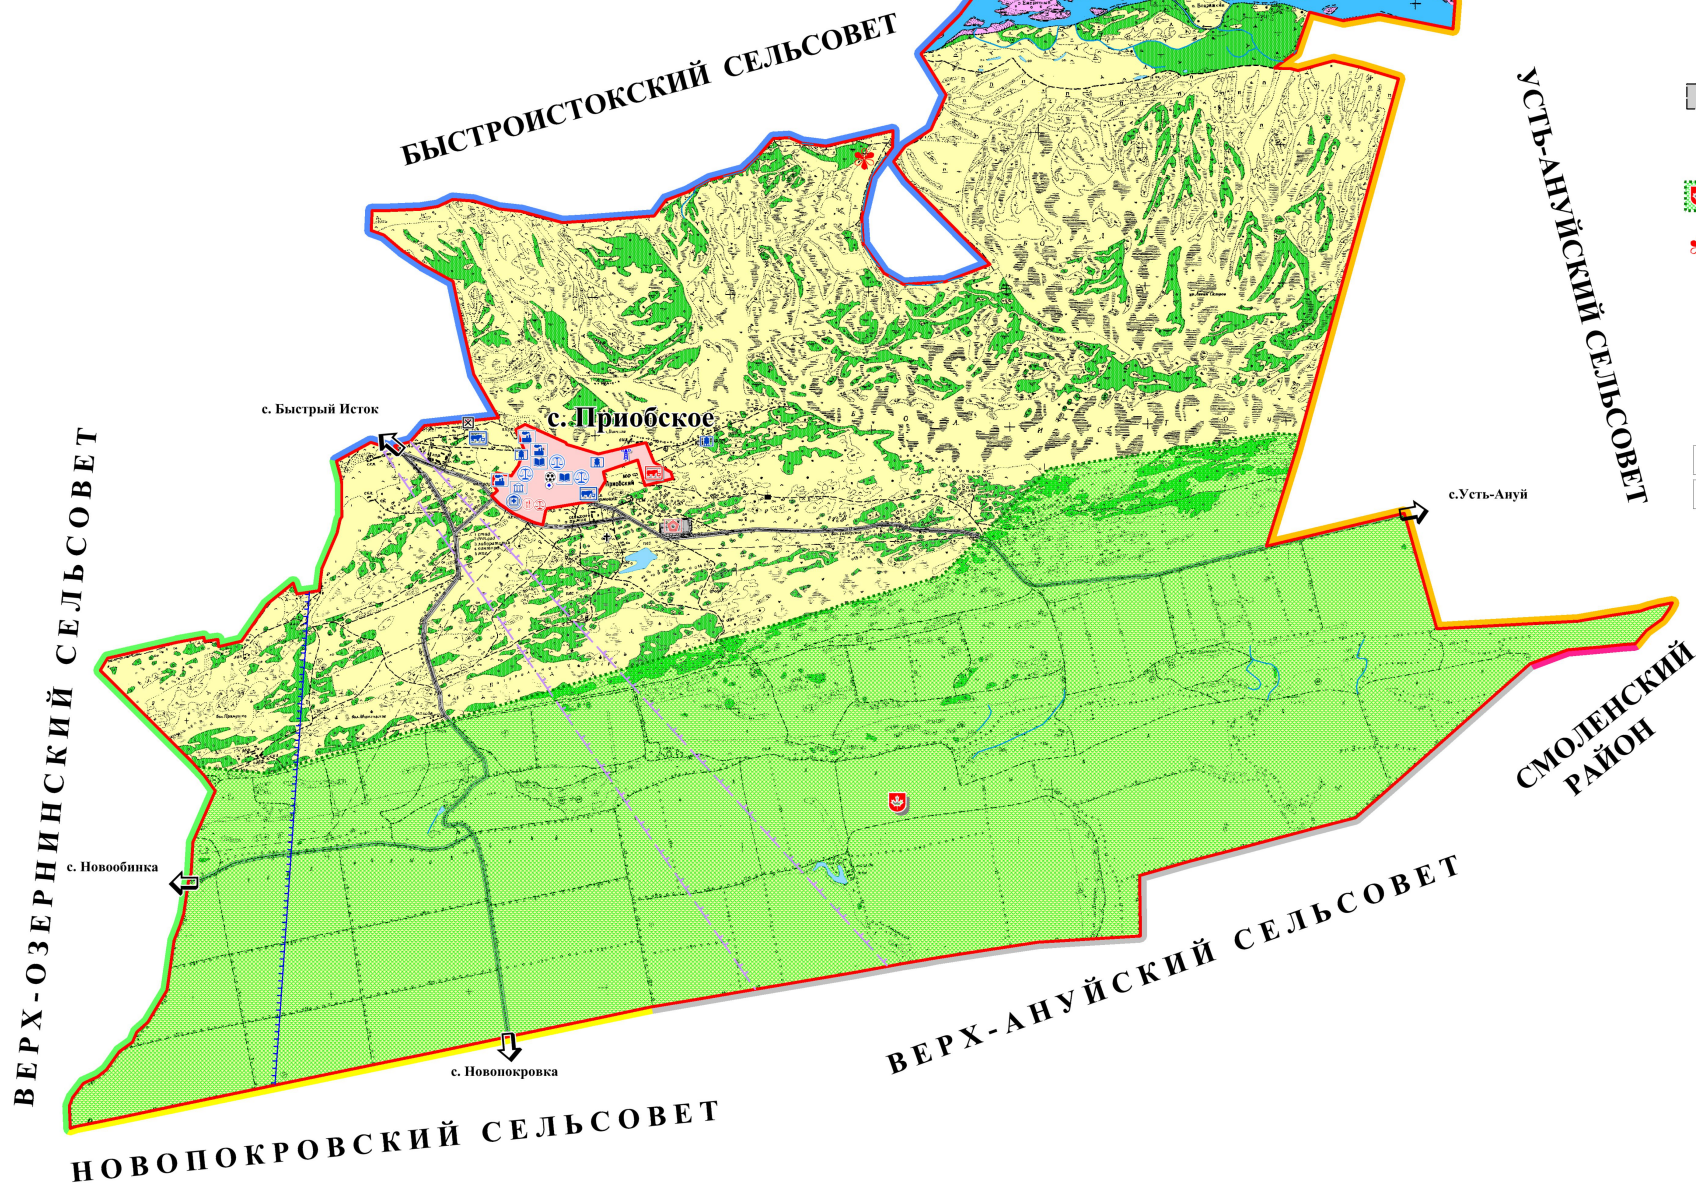 БЫСТРОИСТОКСКИЙ СЕЛЬСОВЕТ
УСТЬ-АНУЙСКИЙ СЕЛЬСОВЕТ
с. Быстрый Исток
с. Приобское
с.Усть-Ануй
ВЕРХ-ОЗЕРНИНСКИЙ СЕЛЬСОВЕТ
СМОЛЕНСКИЙ
РАЙОН
с. Новообинка
ВЕРХ-АНУЙСКИЙ СЕЛЬСОВЕТ
с. Новопокровка
НОВОПОКРОВСКИЙ СЕЛЬСОВЕТ